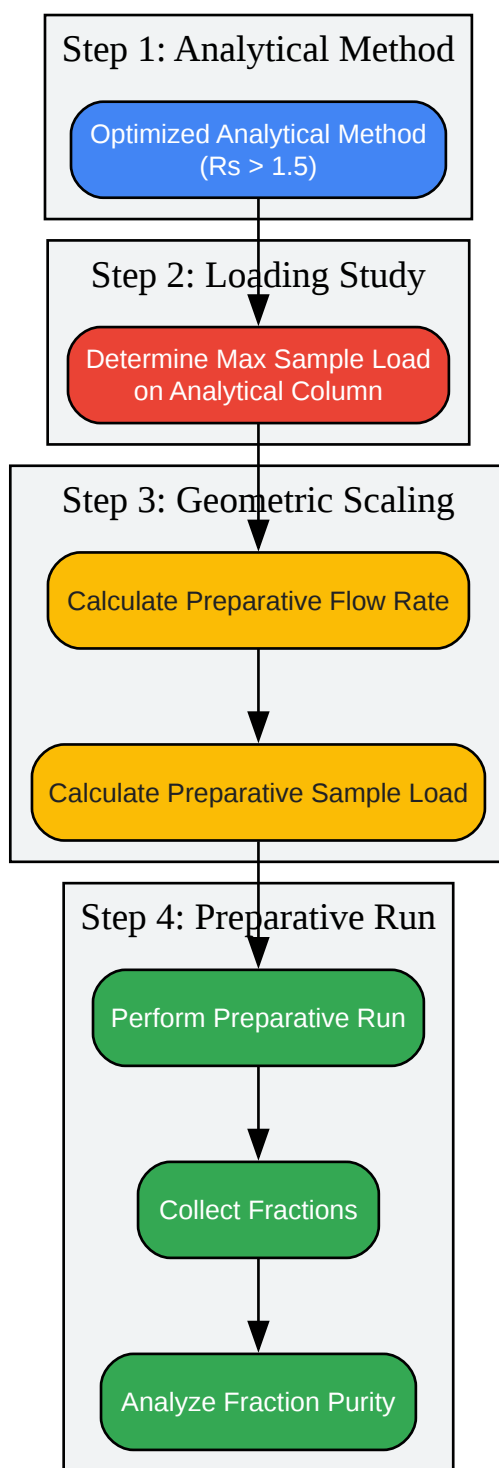 Step 1: Analytical Method
Optimized Analytical Method
(Rs > 1.5)
Step 2: Loading Study
Determine Max Sample Load
on Analytical Column
Step 3: Geometric Scaling
Calculate Preparative Flow Rate
Calculate Preparative Sample Load
Step 4: Preparative Run
Perform Preparative Run
Collect Fractions
Analyze Fraction Purity